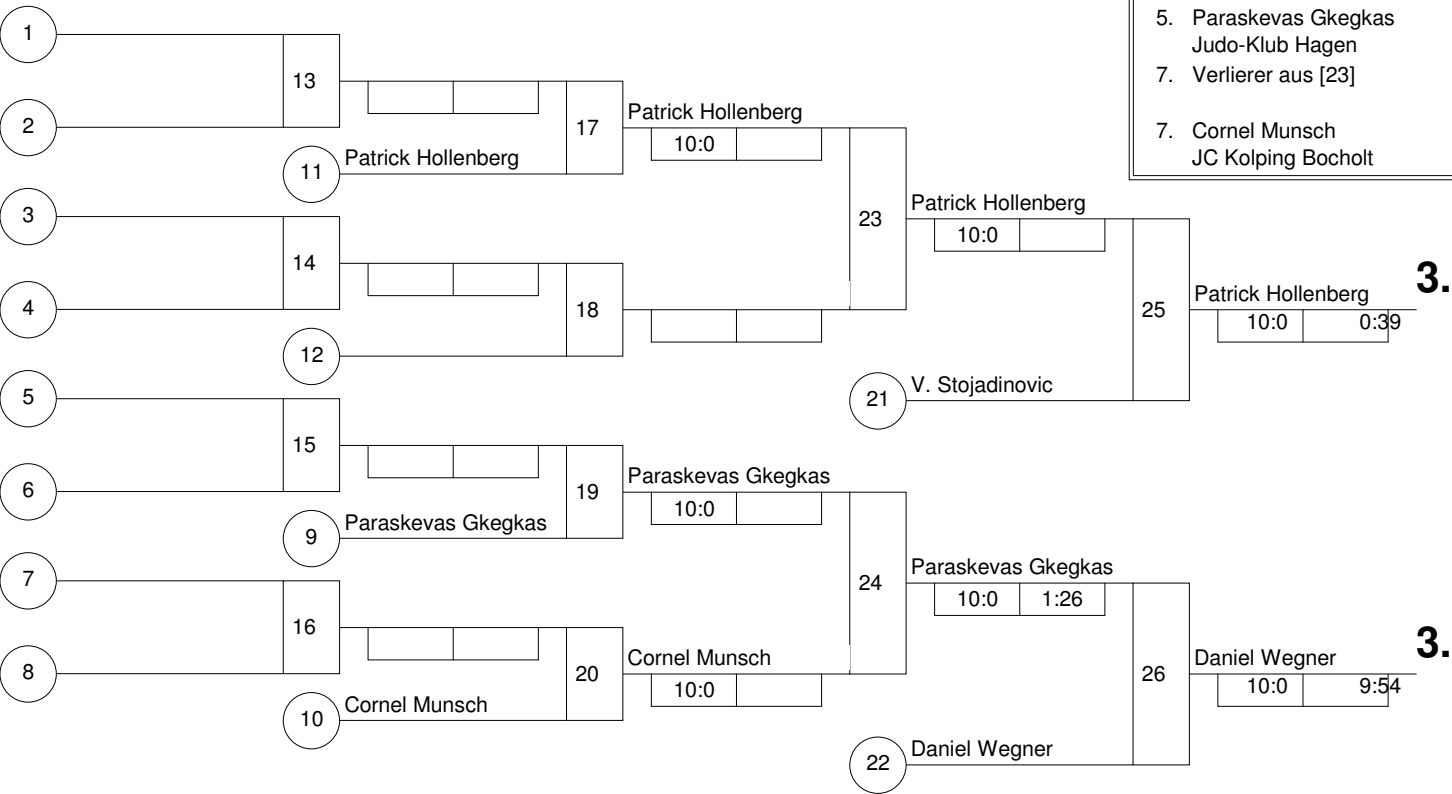 5. Paraskevas Gkegkas
Judo-Klub Hagen
7. Verlierer aus [23]
7. Cornel Munsch
JC Kolping Bocholt
1
13
2
17
Patrick Hollenberg
10:0
11
Patrick Hollenberg
3
14
4
18
12
23
Patrick Hollenberg
10:0
25
Patrick Hollenberg
10:0
0:39
3.
21
V. Stojadinovic
5
15
6
19
Paraskevas Gkegkas
10:0
9
Paraskevas Gkegkas
7
16
8
20
Cornel Munsch
10:0
10
Cornel Munsch
24
Paraskevas Gkegkas
10:0
1:26
26
Daniel Wegner
10:0
9:54
3.
22
Daniel Wegner